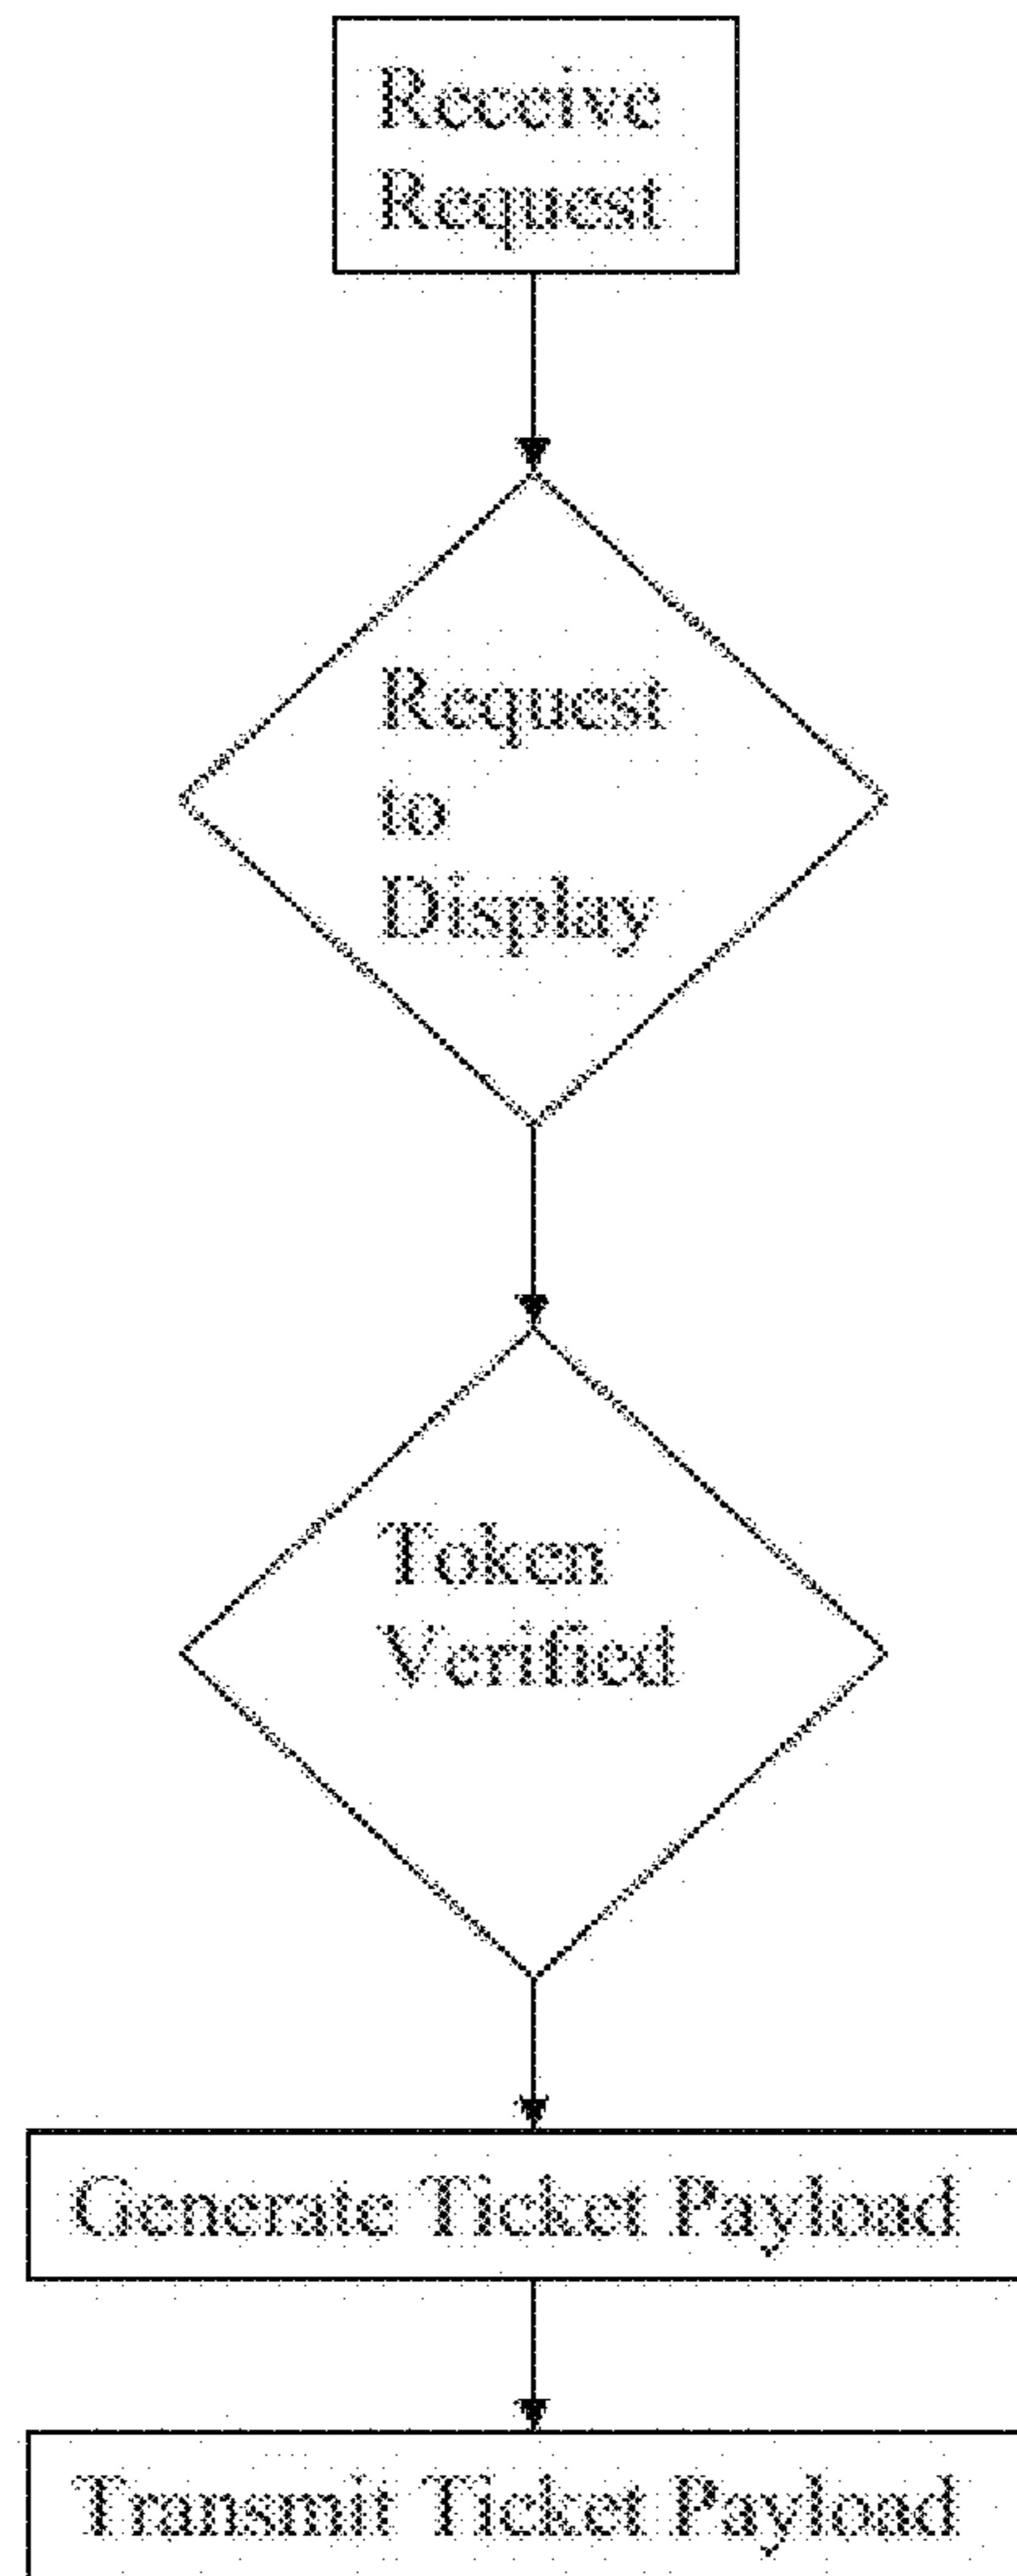 Receive
Request
Request
to
Display
Token
Verified
Generate Ticket Payload
Transmit Ticket Payload